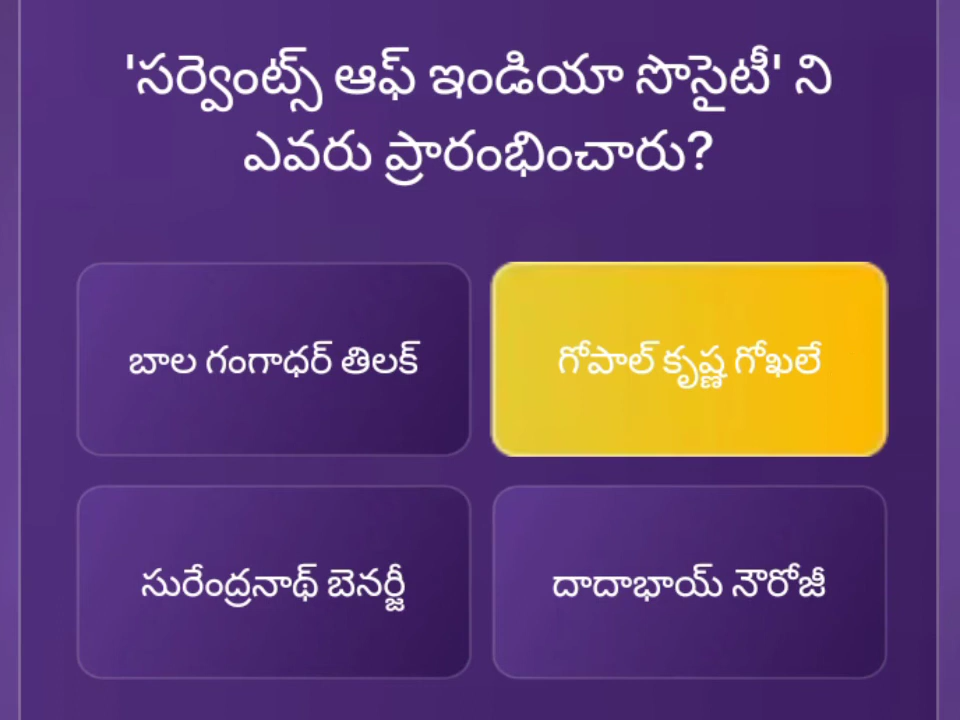 'సర్వెంట్స్ ఆఫ్ ఇండియా సొసైటీ' ని
ఎవరు ప్రారంభించారు?
బాల గంగాధర్ తిలక్
గోపాల్ కృష్ణ గోఖలే
సురేంద్రనాథ్ బెనర్జీ
దాదాభాయ్ నౌరోజీ